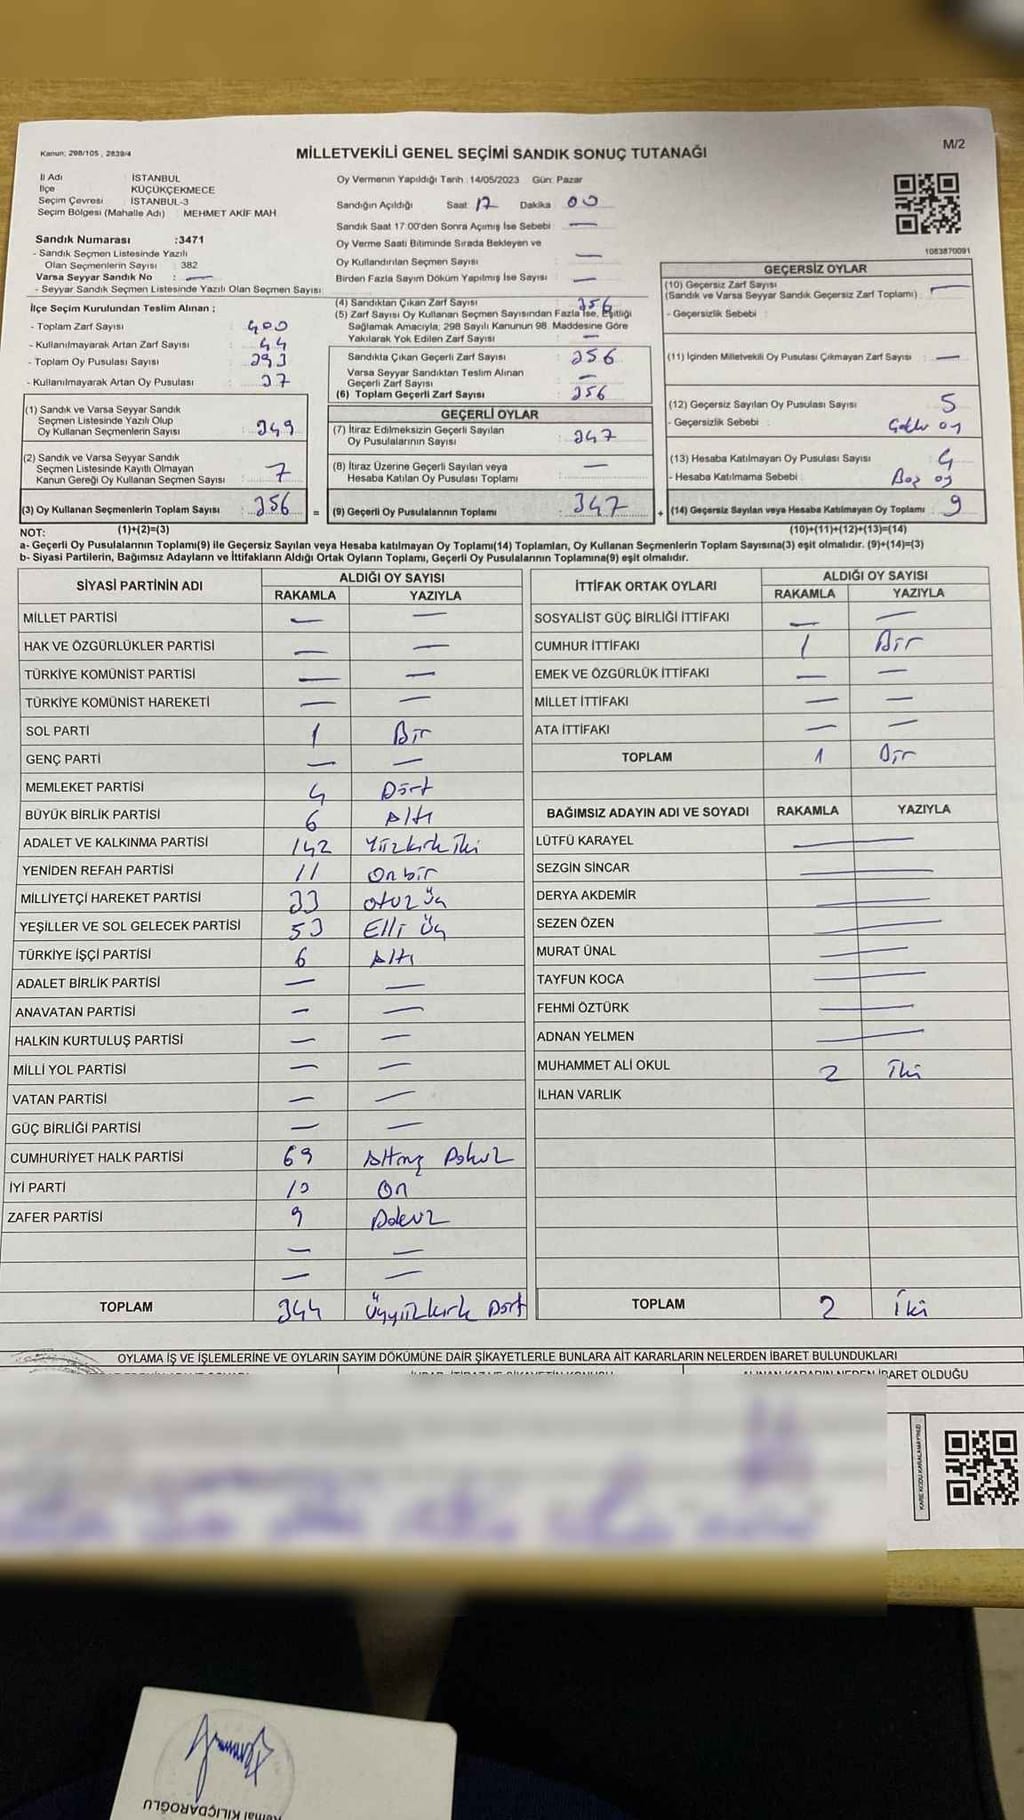 Kanun; 298/105 , 2839/4
MİLLETVEKİLİ GENEL SEÇİMİ SANDIK SONUÇ TUTANAĞI
M/2
İl Adı İSTANBUL
İlçe KÜÇÜKÇEKMECE
Seçim Çevresi İSTANBUL-3
Seçim Bölgesi (Mahalle Adı) MEHMET AKİF MAH
Sandık Numarası :3471
- Sandık Seçmen Listesinde Yazılı
Olan Seçmenlerin Sayısı : 382
Varsa Seyyar Sandık No : —
- Seyyar Sandık Seçmen Listesinde Yazılı Olan Seçmen Sayısı:
Oy Vermenin Yapıldığı Tarih :14/05/2023 Gün: Pazar
Sandığın Açıldığı Saat 17 Dakika 00
Sandık Saat 17:00'den Sonra Açımış İse Sebebi —
Oy Verme Saati Bitiminde Sırada Bekleyen ve
Oy Kullandırılan Seçmen Sayısı —
Birden Fazla Sayım Döküm Yapılmış İse Sayısı —
1083870091
İlçe Seçim Kurulundan Teslim Alınan ;
- Toplam Zarf Sayısı : 400
- Kullanılmayarak Artan Zarf Sayısı : 44
- Toplam Oy Pusulası Sayısı : 393
- Kullanılmayarak Artan Oy Pusulası : 37
(1) Sandık ve Varsa Seyyar Sandık
Seçmen Listesinde Yazılı Olup
Oy Kullanan Seçmenlerin Sayısı : 349
(2) Sandık ve Varsa Seyyar Sandık
Seçmen Listesinde Kayıtlı Olmayan
Kanun Gereği Oy Kullanan Seçmen Sayısı : 7
(3) Oy Kullanan Seçmenlerin Toplam Sayısı : 356 =
(1)+(2)=(3)
(4) Sandıktan Çıkan Zarf Sayısı : 356
(5) Zarf Sayısı Oy Kullanan Seçmen Sayısından Fazla İse, Eşitliği
Sağlamak Amacıyla; 298 Sayılı Kanunun 98. Maddesine Göre
Yakılarak Yok Edilen Zarf Sayısı : —
Sandıkta Çıkan Geçerli Zarf Sayısı : 356
Varsa Seyyar Sandıktan Teslim Alınan
Geçerli Zarf Sayısı : —
(6) Toplam Geçerli Zarf Sayısı : 356
GEÇERLİ OYLAR
(7) İtiraz Edilmeksizin Geçerli Sayılan
Oy Pusulalarının Sayısı : 347
(8) İtiraz Üzerine Geçerli Sayılan veya
Hesaba Katılan Oy Pusulası Toplamı : —
(9) Geçerli Oy Pusulalarının Toplamı : 347 +
GEÇERSİZ OYLAR
(10) Geçersiz Zarf Sayısı
(Sandık ve Varsa Seyyar Sandık Geçersiz Zarf Toplamı) : —
- Geçersizlik Sebebi :
(11) İçinden Milletvekili Oy Pusulası Çıkmayan Zarf Sayısı : —
(12) Geçersiz Sayılan Oy Pusulası Sayısı : 5
- Geçersizlik Sebebi : oy
(13) Hesaba Katılmayan Oy Pusulası Sayısı : 4
- Hesaba Katılmama Sebebi : Boş oy
(14) Geçersiz Sayılan veya Hesaba Katılmayan Oy Toplamı : 9
(10)+(11)+(12)+(13)=(14)
NOT:
a- Geçerli Oy Pusulalarının Toplamı(9) ile Geçersiz Sayılan veya Hesaba katılmayan Oy Toplamı(14) Toplamları, Oy Kullanan Seçmenlerin Toplam Sayısına(3) eşit olmalıdır. (9)+(14)=(3)
b- Siyasi Partilerin, Bağımsız Adayların ve İttifakların Aldığı Ortak Oyların Toplamı, Geçerli Oy Pusulalarının Toplamına(9) eşit olmalıdır.
SİYASİ PARTİNİN ADI ALDIĞI OY SAYISI
RAKAMLA YAZIYLA
MİLLET PARTİSİ — —
HAK VE ÖZGÜRLÜKLER PARTİSİ — —
TÜRKİYE KOMÜNİST PARTİSİ — —
TÜRKİYE KOMÜNİST HAREKETİ — —
SOL PARTİ 1 Bir
GENÇ PARTİ — —
MEMLEKET PARTİSİ 4 Dört
BÜYÜK BİRLİK PARTİSİ 6 Altı
ADALET VE KALKINMA PARTİSİ 142 Yüzkırk iki
YENİDEN REFAH PARTİSİ 11 Onbir
MİLLİYETÇİ HAREKET PARTİSİ 33 otuz üç
YEŞİLLER VE SOL GELECEK PARTİSİ 53 Elli üç
TÜRKİYE İŞÇİ PARTİSİ 6 Altı
ADALET BİRLİK PARTİSİ — —
ANAVATAN PARTİSİ — —
HALKIN KURTULUŞ PARTİSİ — —
MİLLİ YOL PARTİSİ — —
VATAN PARTİSİ — —
GÜÇ BİRLİĞİ PARTİSİ — —
CUMHURİYET HALK PARTİSİ 69 Altmış Dokuz
İYİ PARTİ 10 On
ZAFER PARTİSİ 9 Dokuz
— —
— —
TOPLAM 344 Üçyüzkırk Dört
İTTİFAK ORTAK OYLARI ALDIĞI OY SAYISI
RAKAMLA YAZIYLA
SOSYALİST GÜÇ BİRLİĞİ İTTİFAKI — —
CUMHUR İTTİFAKI 1 Bir
EMEK VE ÖZGÜRLÜK İTTİFAKI — —
MİLLET İTTİFAKI — —
ATA İTTİFAKI — —
TOPLAM 1 Bir
BAĞIMSIZ ADAYIN ADI VE SOYADI RAKAMLA YAZIYLA
LÜTFÜ KARAYEL —
SEZGİN SİNCAR —
DERYA AKDEMİR —
SEZEN ÖZEN —
MURAT ÜNAL —
TAYFUN KOCA —
FEHMİ ÖZTÜRK —
ADNAN YELMEN —
MUHAMMET ALİ OKUL 2 İki
İLHAN VARLIK
TOPLAM 2 İki
OYLAMA İŞ VE İŞLEMLERİNE VE OYLARIN SAYIM DÖKÜMÜNE DAİR ŞİKAYETLERLE BUNLARA AİT KARARLARIN NELERDEN İBARET BULUNDUKLARI
ALINAN KARARIN NEDEN İBARET OLDUĞU
KARE KODU KARALAMAYINIZ
Kemal KILIÇDAROĞLU